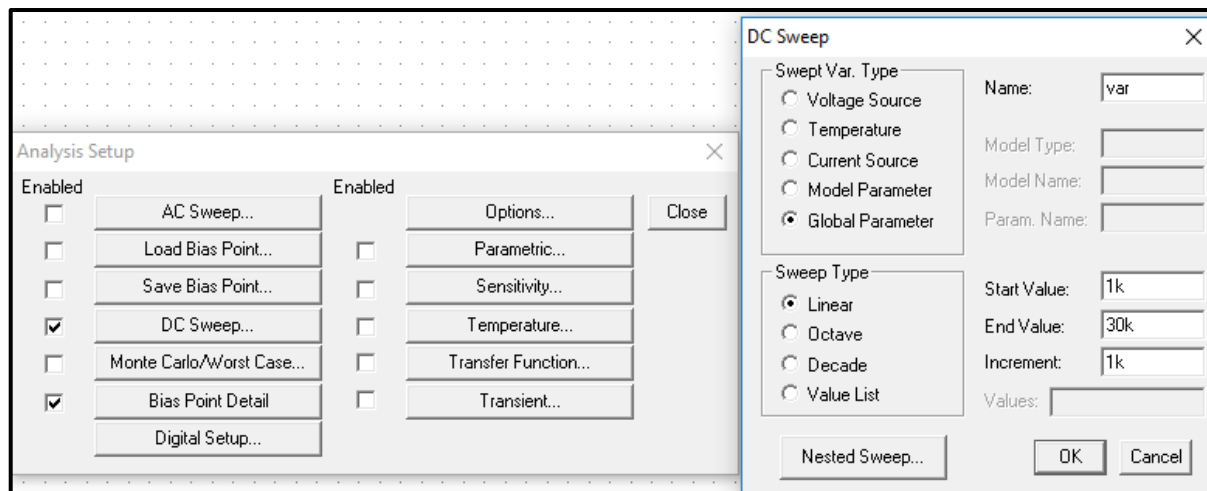 Analysis Setup
Enabled
Enabled
AC Sweep...
Options...
Close
Load Bias Point...
Parametric...
Save Bias Point...
Sensitivity...
DC Sweep...
Temperature...
Monte Carlo/Worst Case...
Transfer Function...
Bias Point Detail
Transient...
Digital Setup...
DC Sweep
Swept Var. Type
Voltage Source
Temperature
Current Source
Model Parameter
Global Parameter
Name: var
Model Type:
Model Name:
Param. Name:
Sweep Type
Linear
Octave
Decade
Value List
Start Value: 1k
End Value: 30k
Increment: 1k
Values:
Nested Sweep...
OK
Cancel